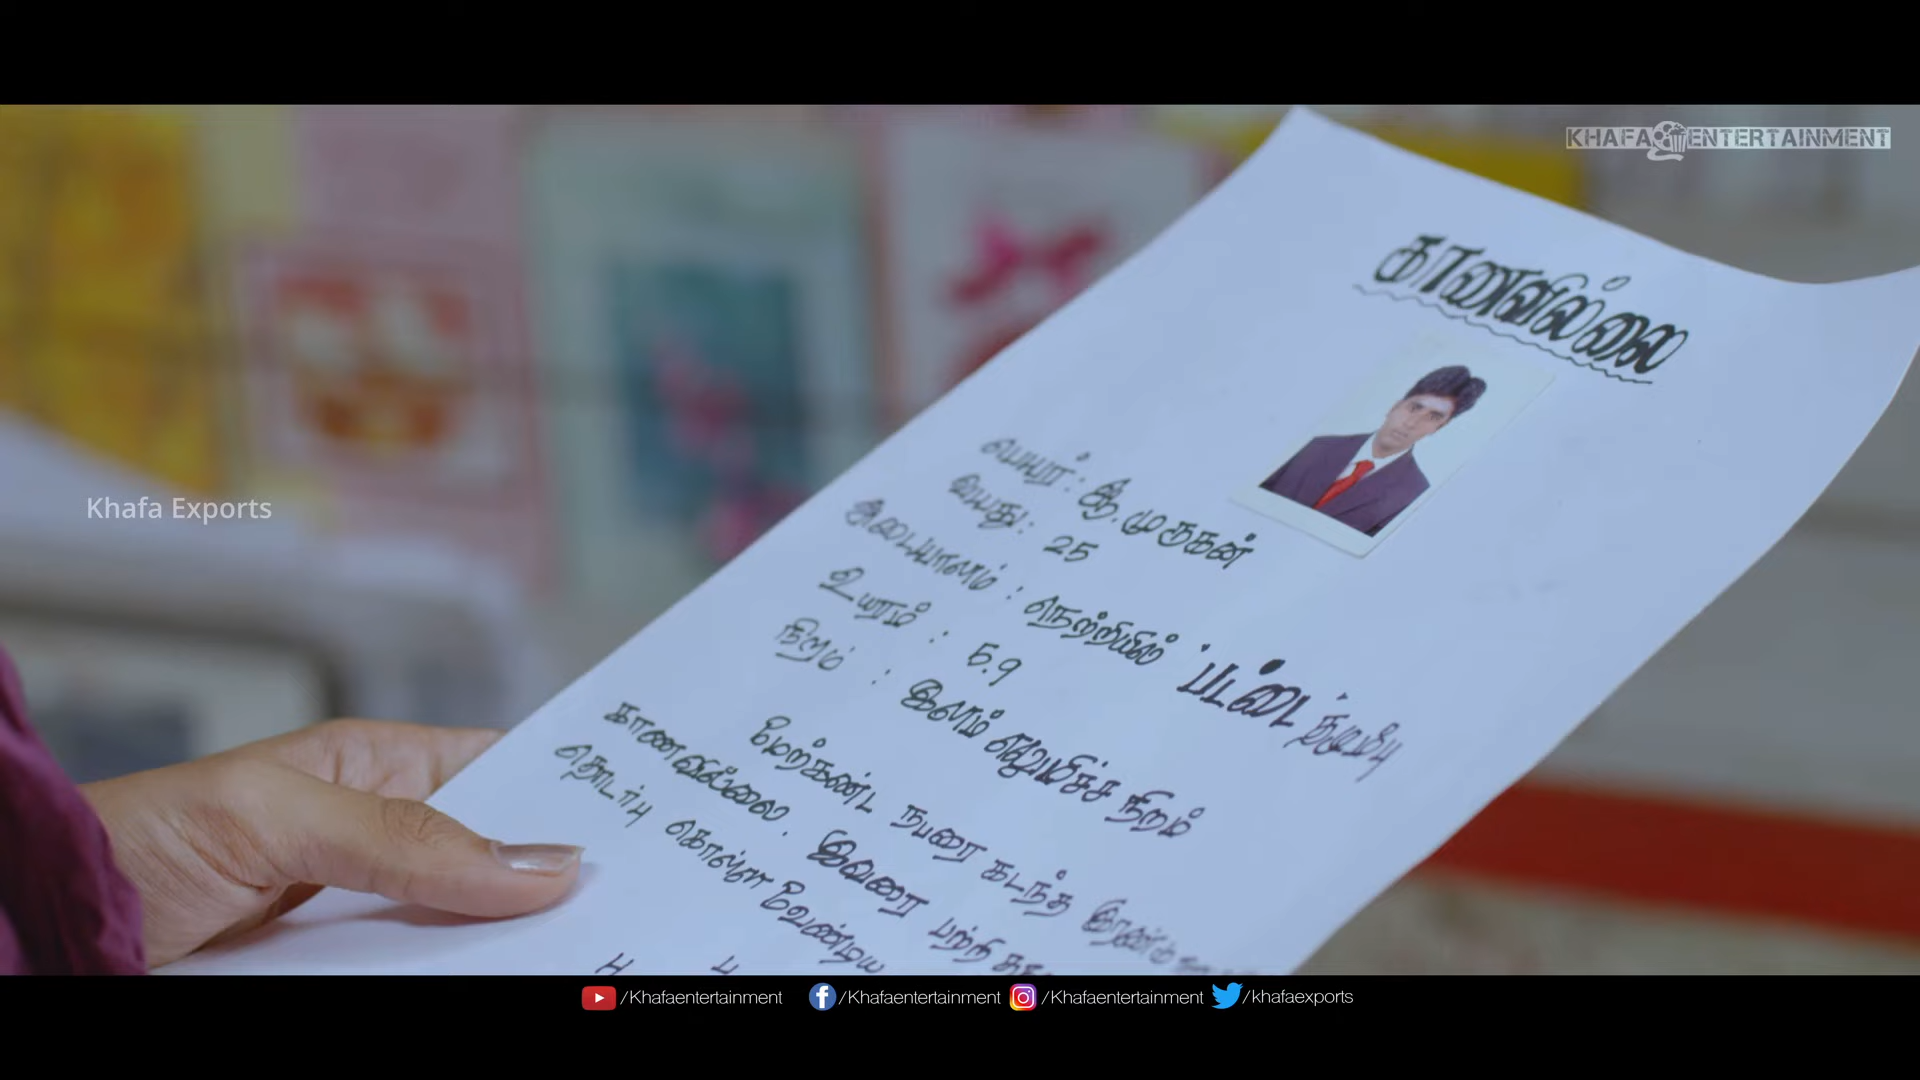 KHAFA ENTERTAINMENT
காணவில்லை
பெயர் : ஆ. முருகன்
வயது : 25
அடையாளம் : நெற்றியில் பட்டை தழும்பு
உயரம் : 5.9
நிறம் : இளம் எலுமிச்ச நிறம்
மேற்கண்ட நபரை கடந்த
காணவில்லை. இவரை பற்றி
தொடர்பு கொள்ள வேண்டிய
Khafa Exports
/Khafaentertainment /Khafaentertainment /Khafaentertainment /khafaexports